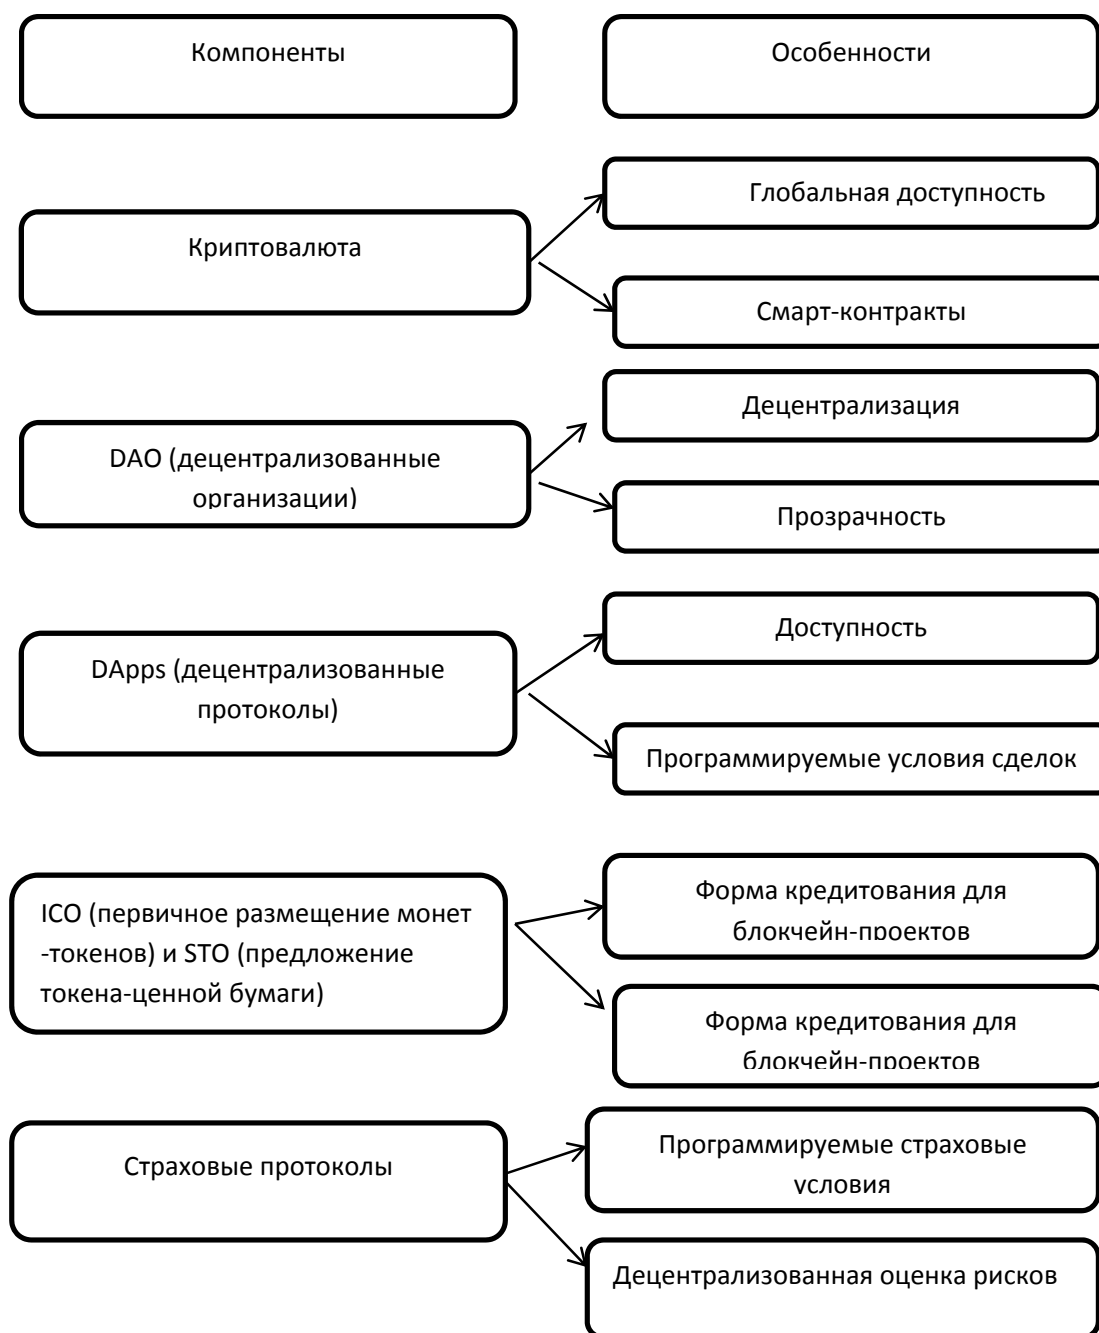 Компоненты
Особенности
Криптовалюта
Глобальная доступность
Смарт-контракты
DAO (децентрализованные
организации)
Децентрализация
Прозрачность
DApps (децентрализованные
протоколы)
Доступность
Программируемые условия сделок
ICO (первичное размещение монет
-токенов) и STO (предложение
токена-ценной бумаги)
Форма кредитования для
блокчейн-проектов
Форма кредитования для
блокчейн-проектов
Страховые протоколы
Программируемые страховые
условия
Децентрализованная оценка рисков